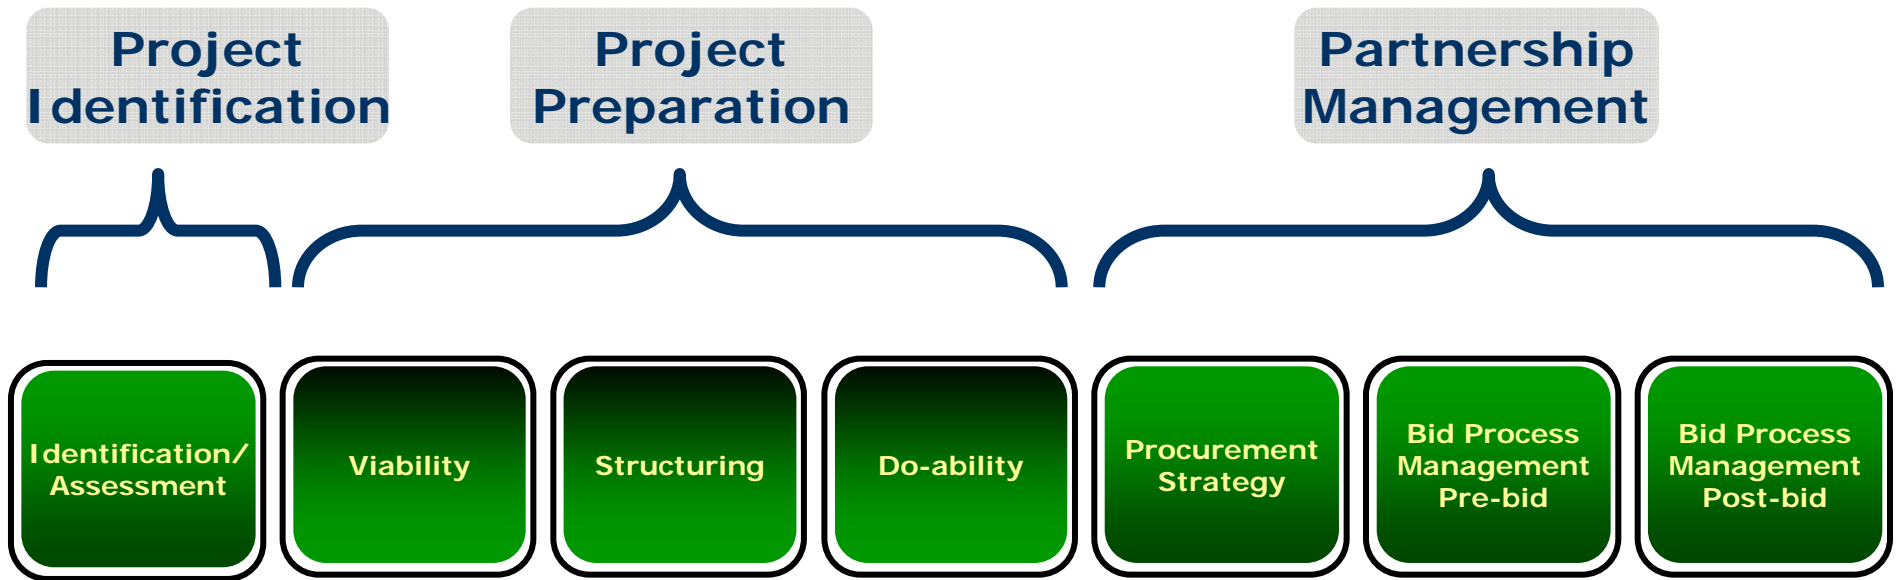 Project
Identification
Project
Preparation
Partnership
Management
Identification/
Assessment
Viability
Structuring
Do-ability
Procurement
Strategy
Bid Process
Management
Pre-bid
Bid Process
Management
Post-bid